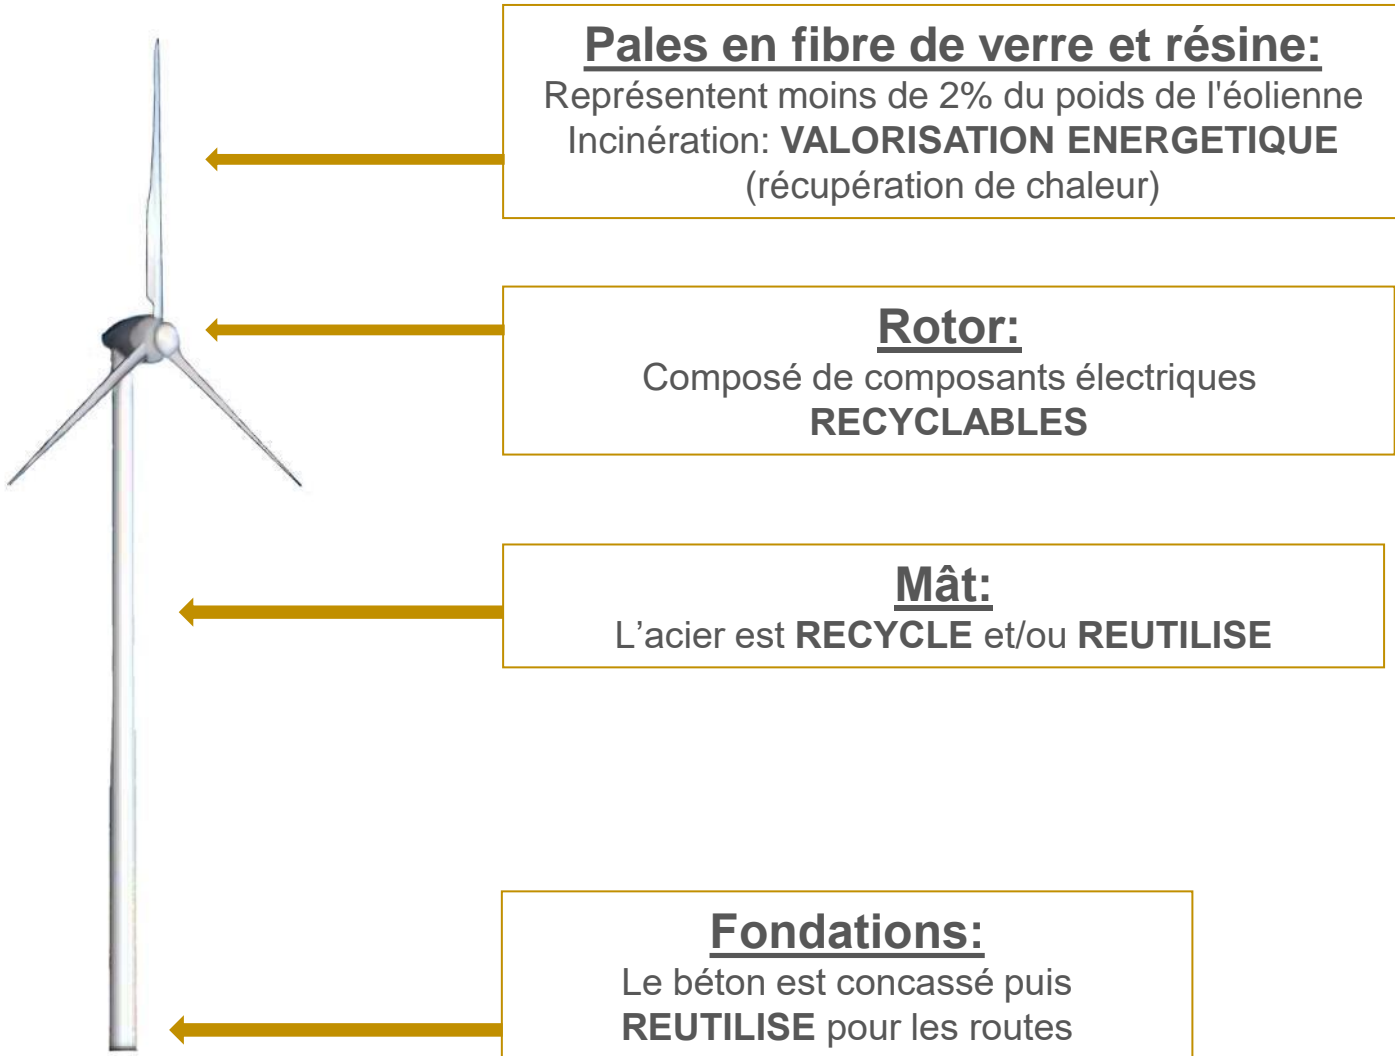 Pales en fibre de verre et résine:
Représentent moins de 2% du poids de l'éolienne
Incinération: VALORISATION ENERGETIQUE
(récupération de chaleur)
Rotor:
Composé de composants électriques
RECYCLABLES
Mât:
L’acier est RECYCLE et/ou REUTILISE
Fondations:
Le béton est concassé puis
REUTILISE pour les routes